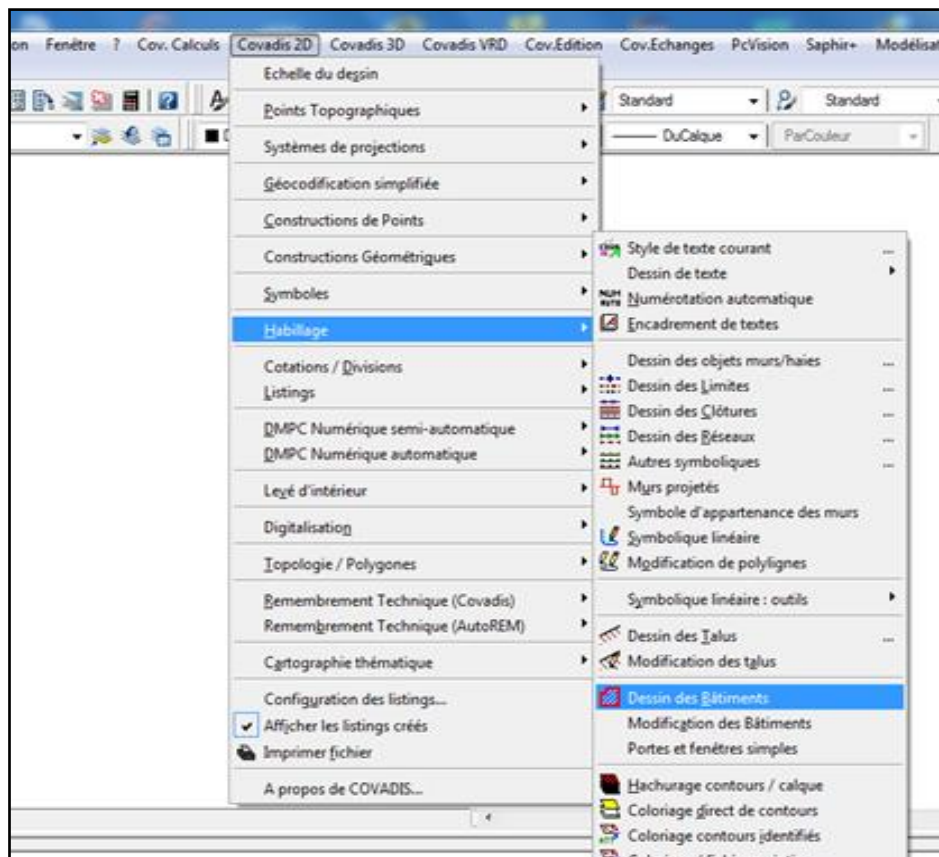 on Fenêtre ? Cov. Calculs Covadis 2D Covadis 3D Covadis VRD Cov.Edition Cov.Echanges PcVision Saphir+ Modélisat
Echelle du dessin
Points Topographiques
Systèmes de projections
Géocodification simplifiée
Constructions de Points
Constructions Géométriques
Symboles
Habillage
Cotations / Divisions
Listings
DMPC Numérique semi-automatique
DMPC Numérique automatique
Levé d'intérieur
Digitalisation
Topologie / Polygones
Remembrement Technique (Covadis)
Remembrement Technique (AutoREM)
Cartographie thématique
Configuration des listings...
Afficher les listings créés
Imprimer fichier
A propos de COVADIS...
Standard Standard
DuCalque ParCouleur
Style de texte courant ...
Dessin de texte
Numérotation automatique
Encadrement de textes
Dessin des objets murs/haies ...
Dessin des Limites ...
Dessin des Clôtures ...
Dessin des Réseaux ...
Autres symboliques ...
Murs projetés
Symbole d'appartenance des murs
Symbolique linéaire
Modification de polylignes
Symbolique linéaire : outils
Dessin des Talus ...
Modification des talus
Dessin des Bâtiments
Modification des Bâtiments
Portes et fenêtres simples
Hachurage contours / calque
Coloriage direct de contours
Coloriage contours identifiés